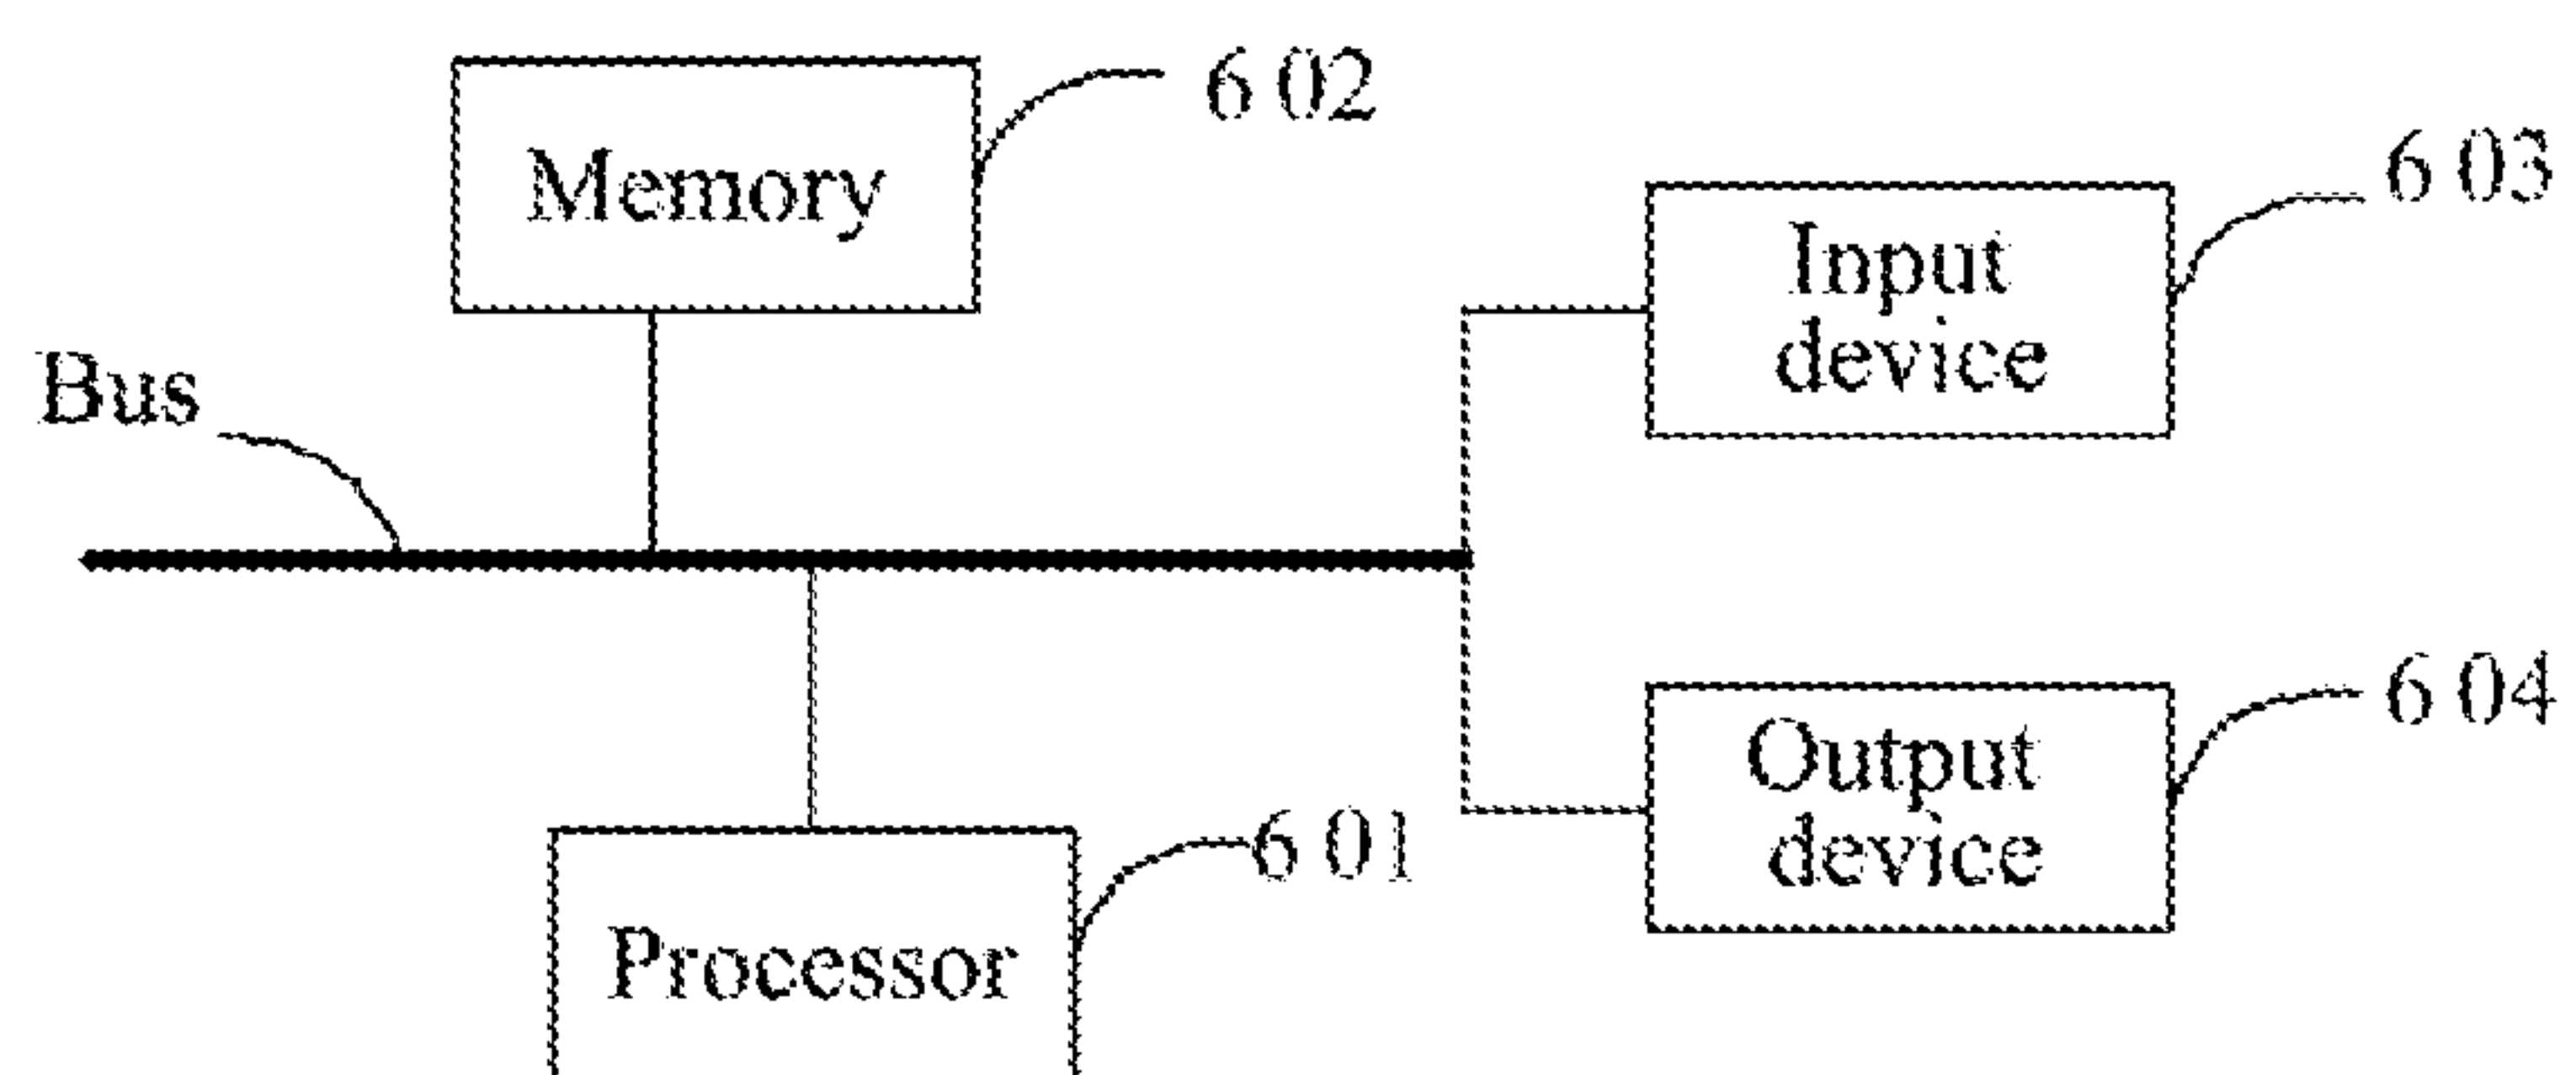 Memory
602
Input
device
603
Bus
Output
device
604
Processor
601